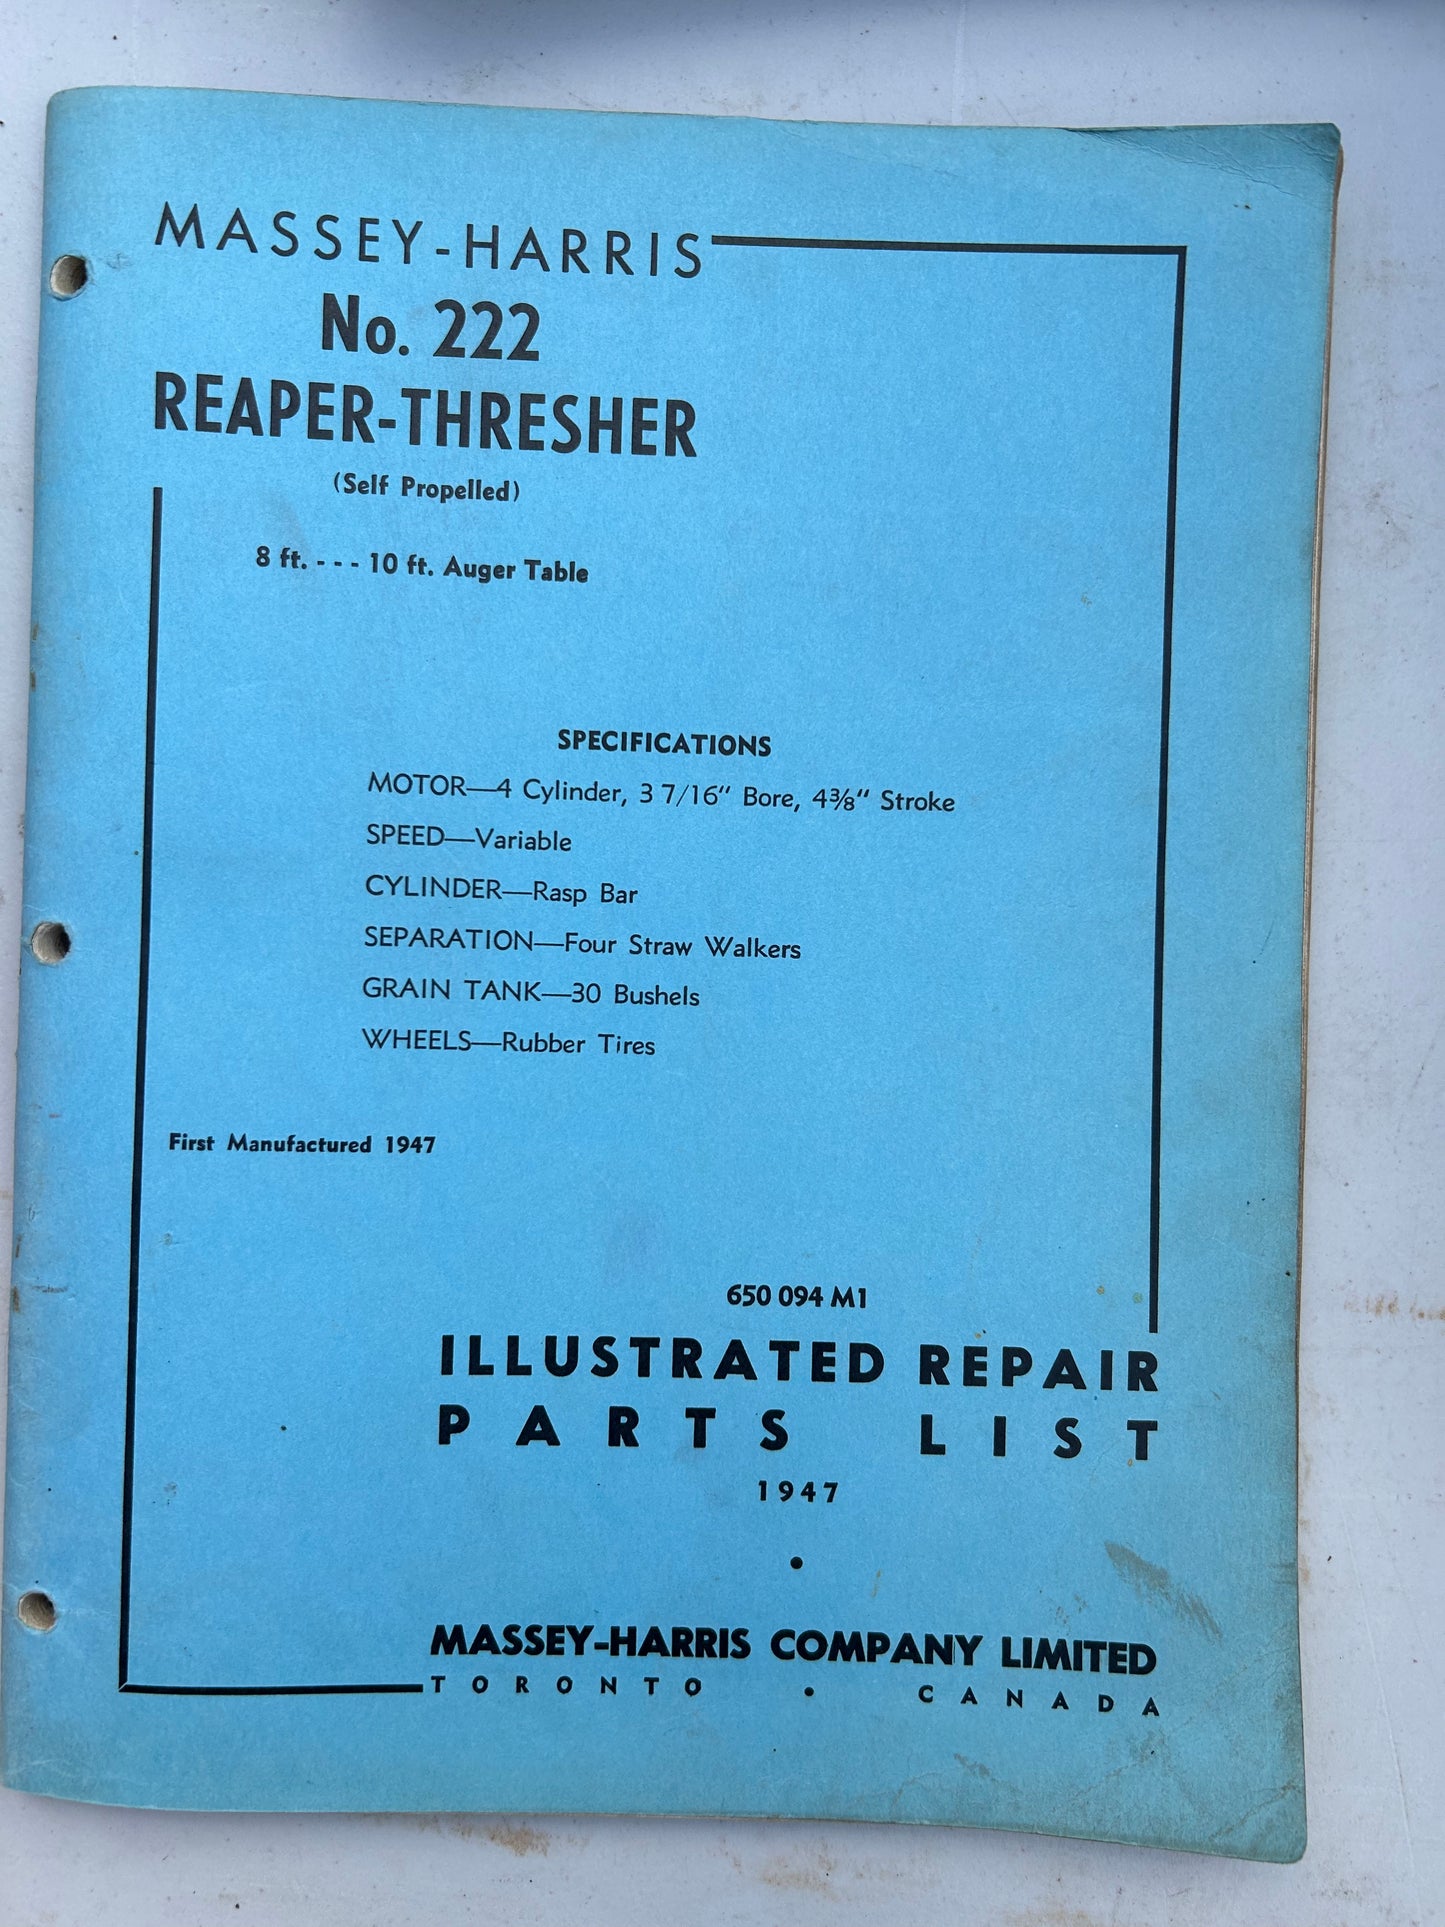 MASSEY-HARRIS
No. 222
REAPER-THRESHER
(Self Propelled)
8 ft. - - - 10 ft. Auger Table
SPECIFICATIONS
MOTOR—4 Cylinder, 3 7/16" Bore, 4⅜" Stroke
SPEED—Variable
CYLINDER—Rasp Bar
SEPARATION—Four Straw Walkers
GRAIN TANK—30 Bushels
WHEELS—Rubber Tires
First Manufactured 1947
650 094 M1
ILLUSTRATED REPAIR
PARTS LIST
1947
•
MASSEY-HARRIS COMPANY LIMITED
TORONTO • CANADA